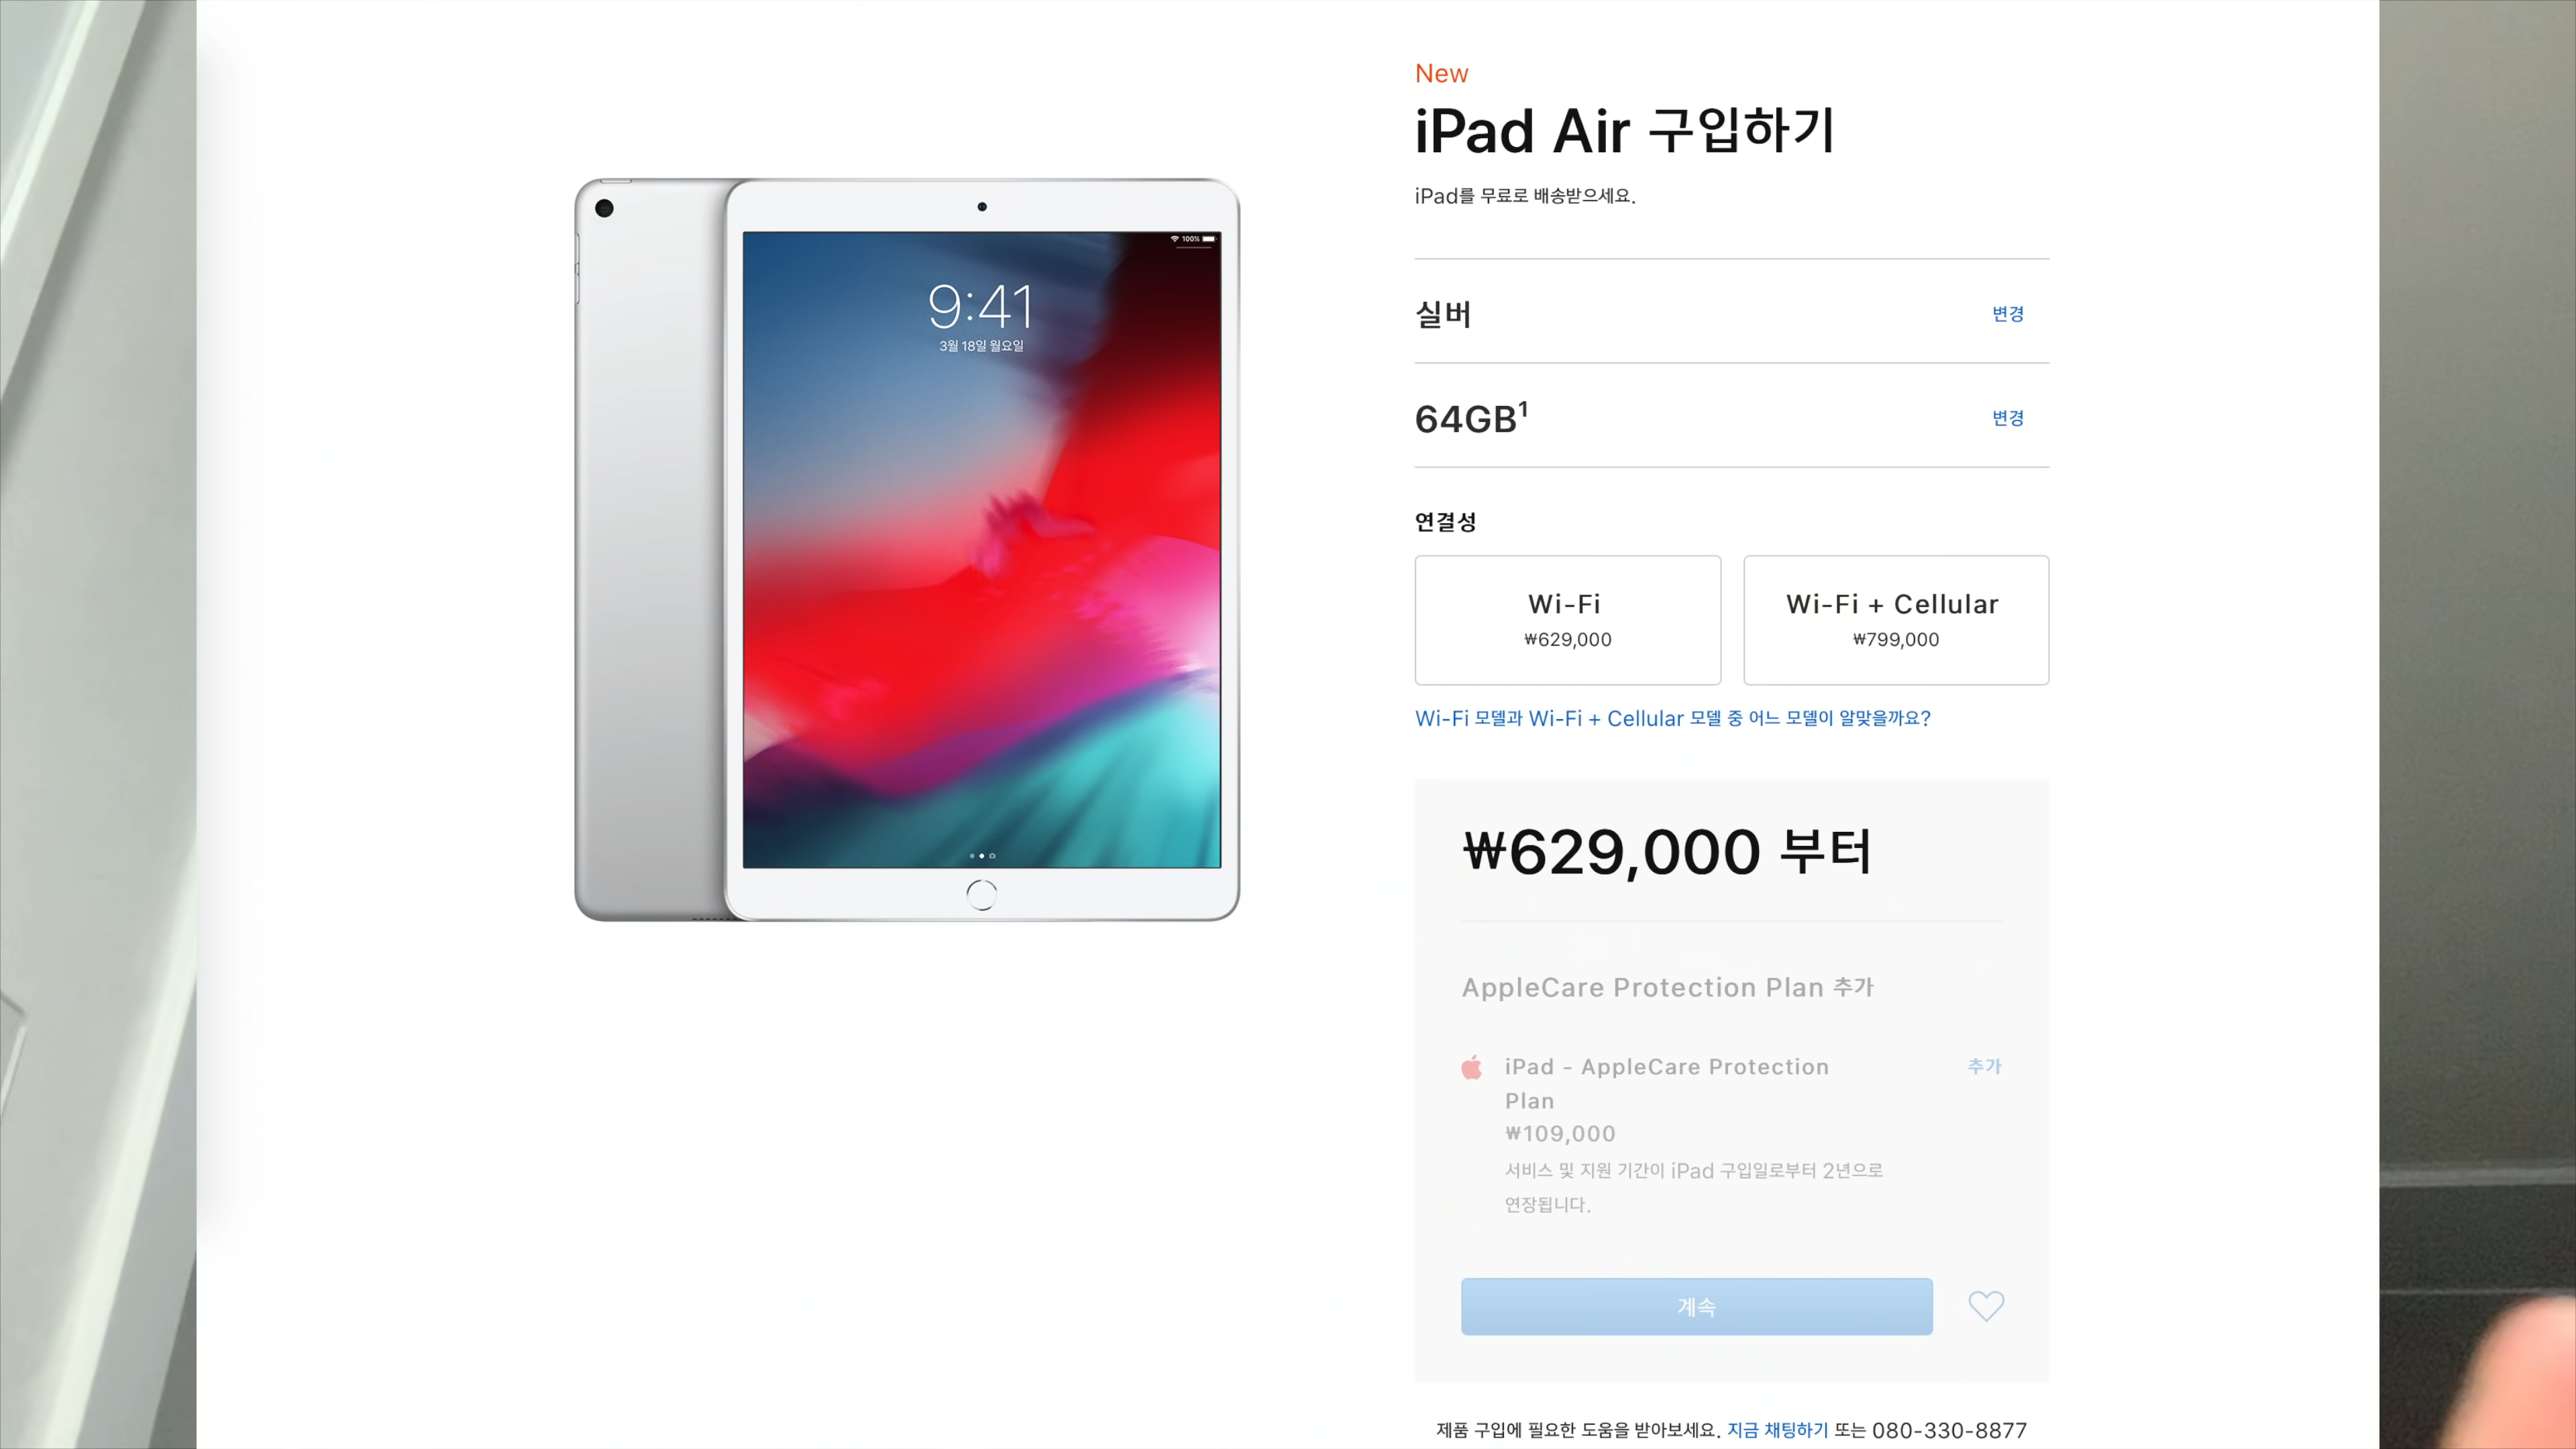 New
iPad Air 구입하기
iPad를 무료로 배송받으세요.
실버 변경
64GB¹ 변경
연결성
Wi-Fi Wi-Fi + Cellular
₩629,000 ₩799,000
Wi-Fi 모델과 Wi-Fi + Cellular 모델 중 어느 모델이 알맞을까요?
₩629,000 부터
AppleCare Protection Plan 추가
iPad - AppleCare Protection 추가
Plan
₩109,000
서비스 및 지원 기간이 iPad 구입일로부터 2년으로
연장됩니다.
계속
제품 구입에 필요한 도움을 받아보세요. 지금 채팅하기 또는 080-330-8877
100%
9:41
3월 18일 월요일